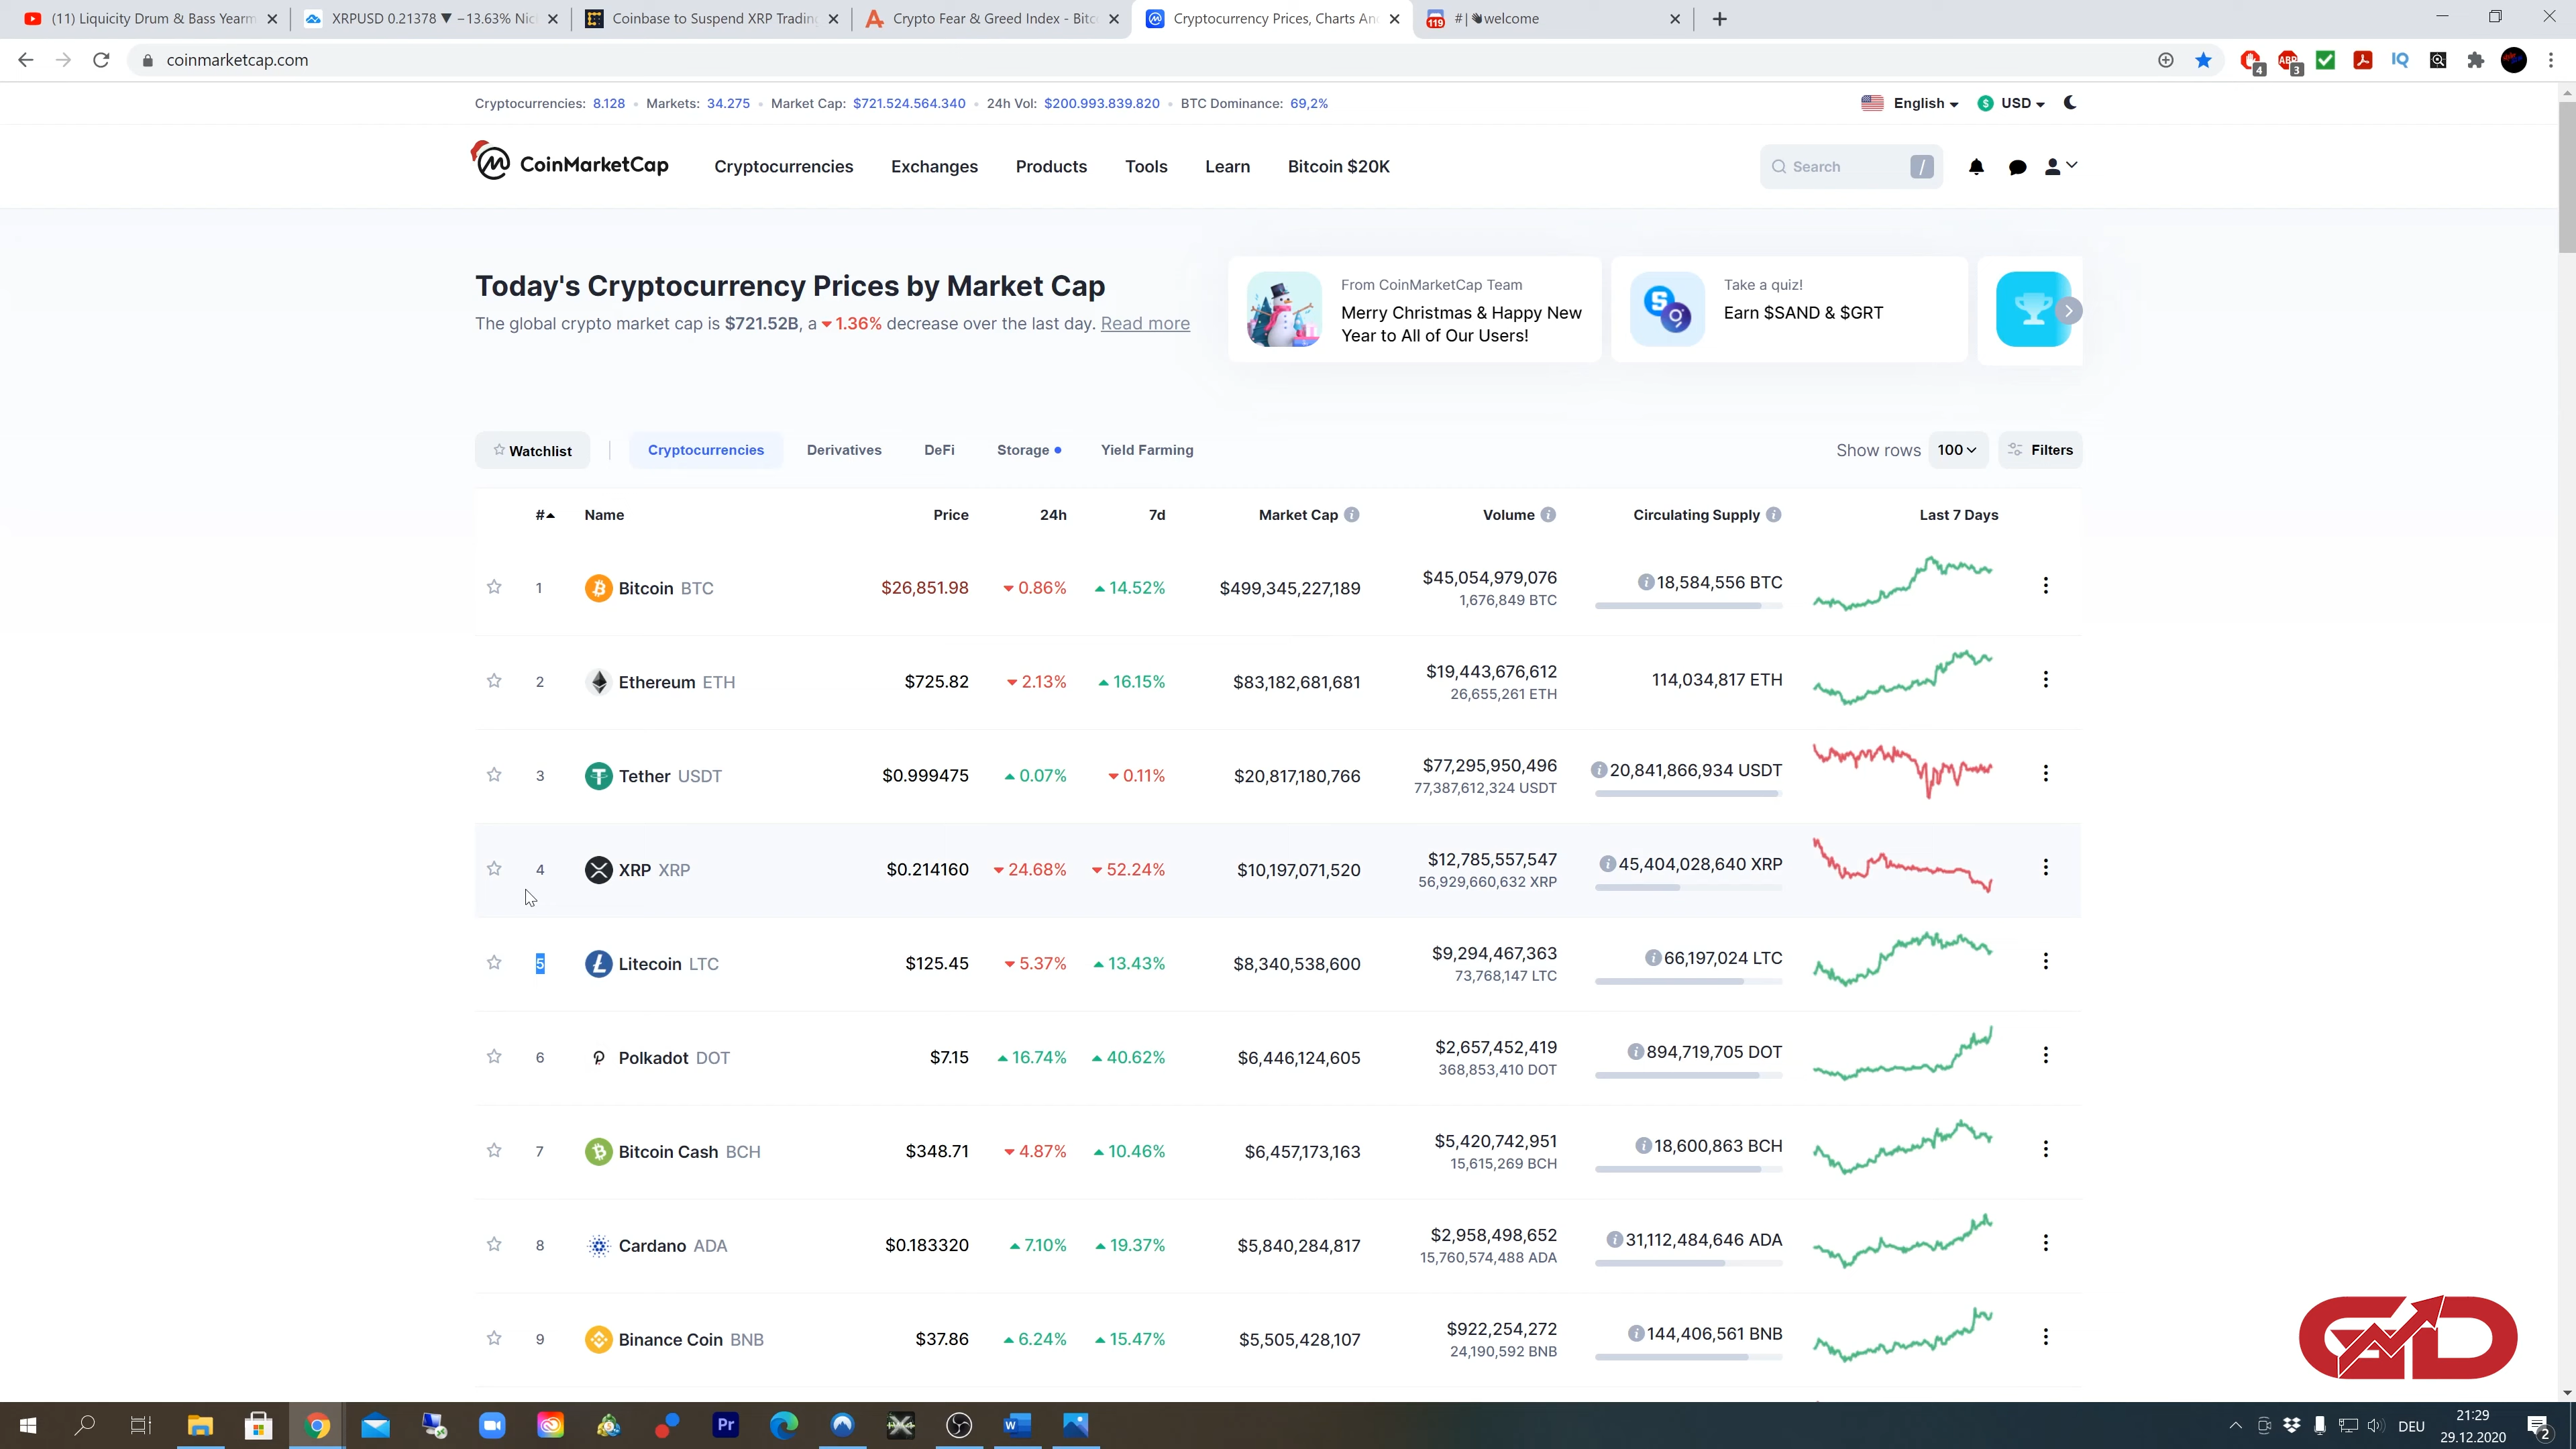 (11) Liquicity Drum & Bass Yearm
XRPUSD 0.21378 ▼ −13.63% Nic
Coinbase to Suspend XRP Trading
Crypto Fear & Greed Index - Bitc
Cryptocurrency Prices, Charts An
119 # | 👋welcome
coinmarketcap.com
4 ABP 3 IQ
Cryptocurrencies: 8.128 • Markets: 34.275 • Market Cap: $721.524.564.340 • 24h Vol: $200.993.839.820 • BTC Dominance: 69,2%
English USD
CoinMarketCap Cryptocurrencies Exchanges Products Tools Learn Bitcoin $20K Search /
Today's Cryptocurrency Prices by Market Cap
The global crypto market cap is $721.52B, a ▼ 1.36% decrease over the last day. Read more
From CoinMarketCap Team
Merry Christmas & Happy New
Year to All of Our Users!
Take a quiz!
Earn $SAND & $GRT
Watchlist Cryptocurrencies Derivatives DeFi Storage Yield Farming Show rows 100 Filters
#▲ Name Price 24h 7d Market Cap Volume Circulating Supply Last 7 Days
1 Bitcoin BTC $26,851.98 ▼ 0.86% ▲ 14.52% $499,345,227,189 $45,054,979,076 18,584,556 BTC
1,676,849 BTC
2 Ethereum ETH $725.82 ▼ 2.13% ▲ 16.15% $83,182,681,681 $19,443,676,612 114,034,817 ETH
26,655,261 ETH
3 Tether USDT $0.999475 ▲ 0.07% ▼ 0.11% $20,817,180,766 $77,295,950,496 20,841,866,934 USDT
77,387,612,324 USDT
4 XRP XRP $0.214160 ▼ 24.68% ▼ 52.24% $10,197,071,520 $12,785,557,547 45,404,028,640 XRP
56,929,660,632 XRP
5 Litecoin LTC $125.45 ▼ 5.37% ▲ 13.43% $8,340,538,600 $9,294,467,363 66,197,024 LTC
73,768,147 LTC
6 Polkadot DOT $7.15 ▲ 16.74% ▲ 40.62% $6,446,124,605 $2,657,452,419 894,719,705 DOT
368,853,410 DOT
7 Bitcoin Cash BCH $348.71 ▼ 4.87% ▲ 10.46% $6,457,173,163 $5,420,742,951 18,600,863 BCH
15,615,269 BCH
8 Cardano ADA $0.183320 ▲ 7.10% ▲ 19.37% $5,840,284,817 $2,958,498,652 31,112,484,646 ADA
15,760,574,488 ADA
9 Binance Coin BNB $37.86 ▲ 6.24% ▲ 15.47% $5,505,428,107 $922,254,272 144,406,561 BNB
24,190,592 BNB
GD
Pr W DEU 21:29
29.12.2020 2